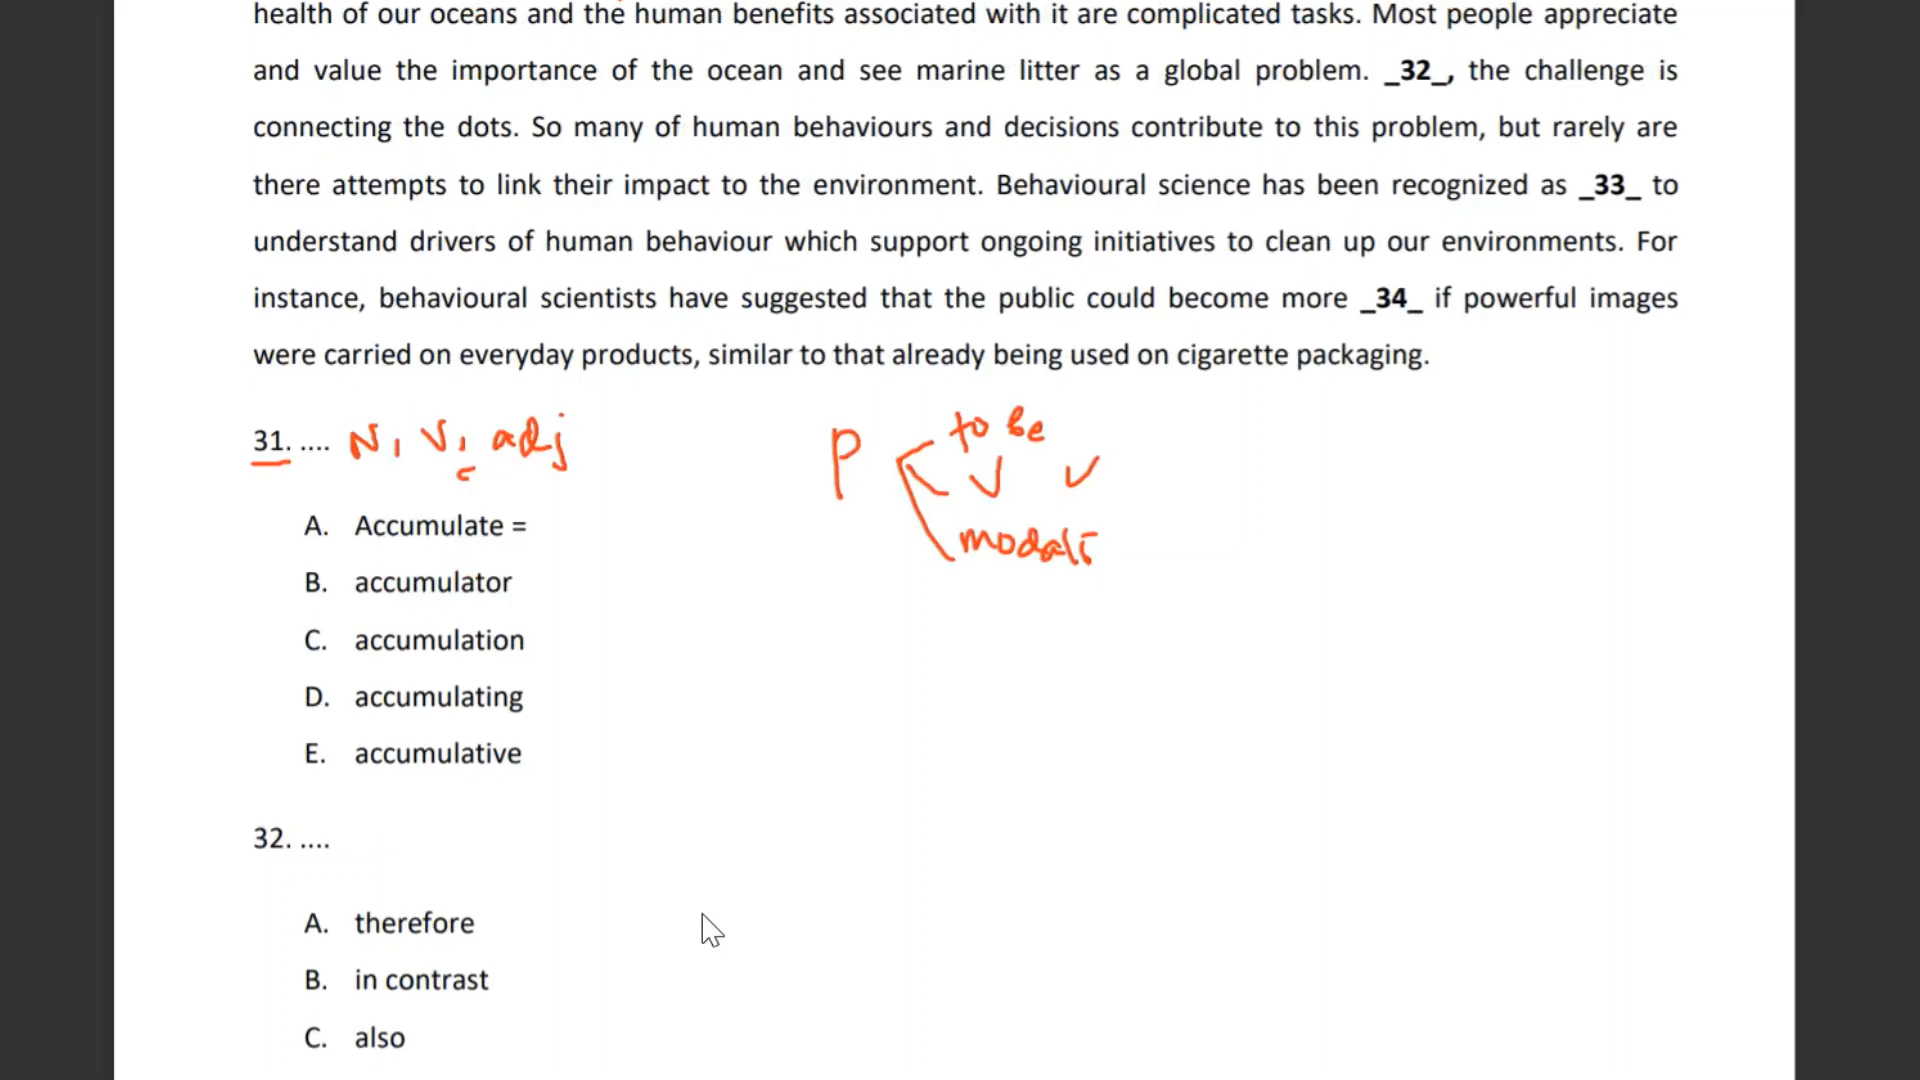 health of our oceans and the human benefits associated with it are complicated tasks. Most people appreciate
and value the importance of the ocean and see marine litter as a global problem. _32_, the challenge is
connecting the dots. So many of human behaviours and decisions contribute to this problem, but rarely are
there attempts to link their impact to the environment. Behavioural science has been recognized as _33_ to
understand drivers of human behaviour which support ongoing initiatives to clean up our environments. For
instance, behavioural scientists have suggested that the public could become more _34_ if powerful images
were carried on everyday products, similar to that already being used on cigarette packaging.
31. .... N, V, adj
P to be
V V
modals
A. Accumulate =
B. accumulator
C. accumulation
D. accumulating
E. accumulative
32. ....
A. therefore
B. in contrast
C. also